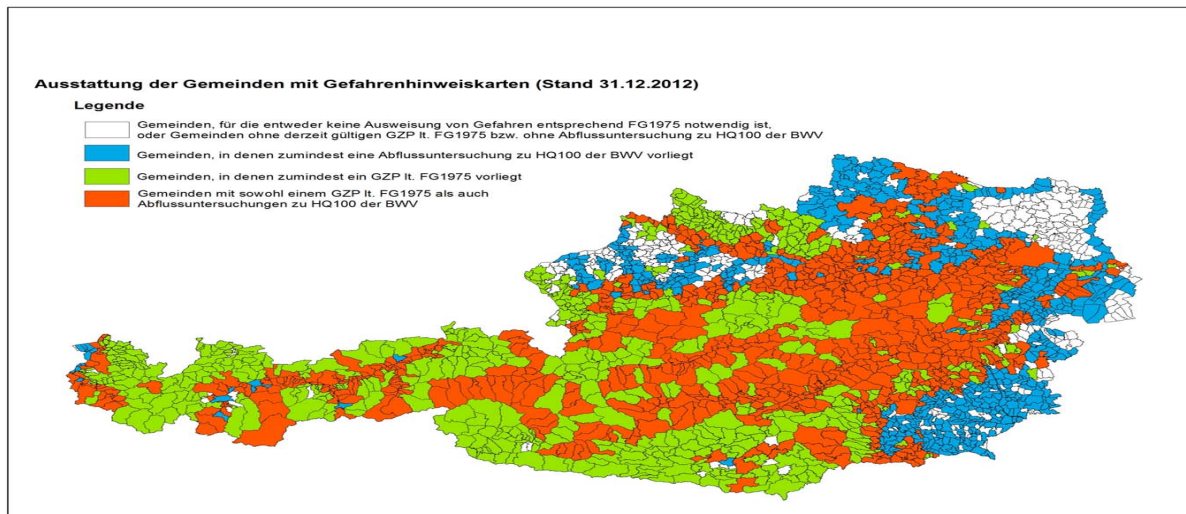 Ausstattung der Gemeinden mit Gefahrenhinweiskarten (Stand 31.12.2012)
Legende
Gemeinden, für die entweder keine Ausweisung von Gefahren entsprechend FG1975 notwendig ist,
oder Gemeinden ohne derzeit gültigen GZP lt. FG1975 bzw. ohne Abflussuntersuchung zu HQ100 der BWV
Gemeinden, in denen zumindest eine Abflussuntersuchung zu HQ100 der BWV vorliegt
Gemeinden, in denen zumindest ein GZP lt. FG1975 vorliegt
Gemeinden mit sowohl einem GZP lt. FG1975 als auch
Abflussuntersuchungen zu HQ100 der BWV